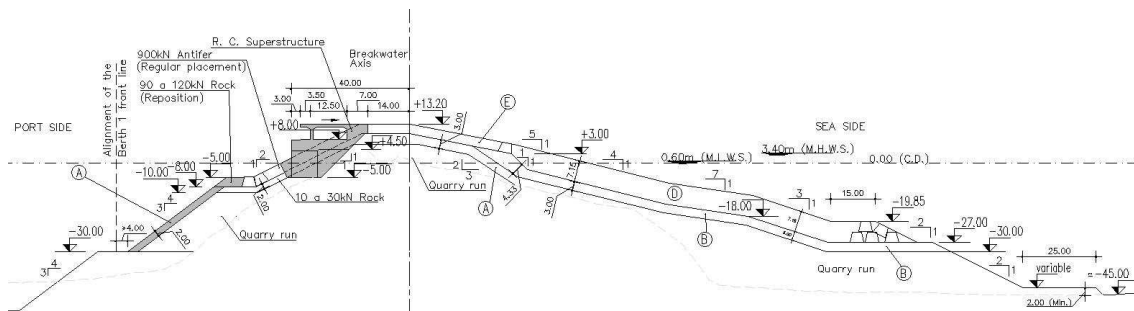 R. C. Superstructure
900kN Antifer
(Regular placement)
90 a 120kN Rock
(Reposition)
Breakwater
Axis
Alignment of the
Berth 1 front line
PORT SIDE
SEA SIDE
40.00
3.00
3.50
12.50
7.00
14.00
+13.20
+8.00
+4.50
-5.00
E
3.00
5
1
+3.00
0.60m (M.L.W.S.)
3.40m (M.H.W.S.)
0.00 (C.D.)
-5.00
-8.00
-10.00
2
1
1
A
3
4
2.00
10 a 30kN Rock
Quarry run
2
3
1
A
4.33
7.15
3.00
4
1
D
7
1
B
-18.00
3
1
15.00
-19.85
2
1
-27.00
-30.00
B
Quarry run
2
1
25.00
variable
-45.00
2.00 (Min.)
-30.00
>4.00
2.00
3
4
Quarry run